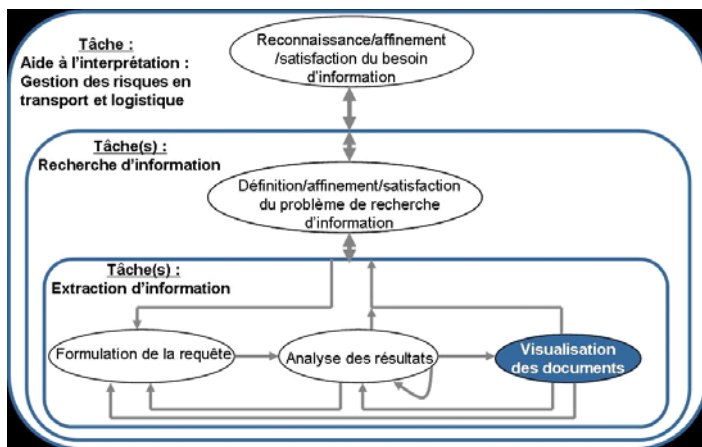 Tâche :
Aide à l'interprétation :
Gestion des risques en
transport et logistique
Reconnaissance/affinement
/satisfaction du besoin
d'information
Tâche(s) :
Recherche d'information
Définition/affinement/satisfaction
du problème de recherche
d'information
Tâche(s) :
Extraction d'information
Formulation de la requête
Analyse des résultats
Visualisation
des documents